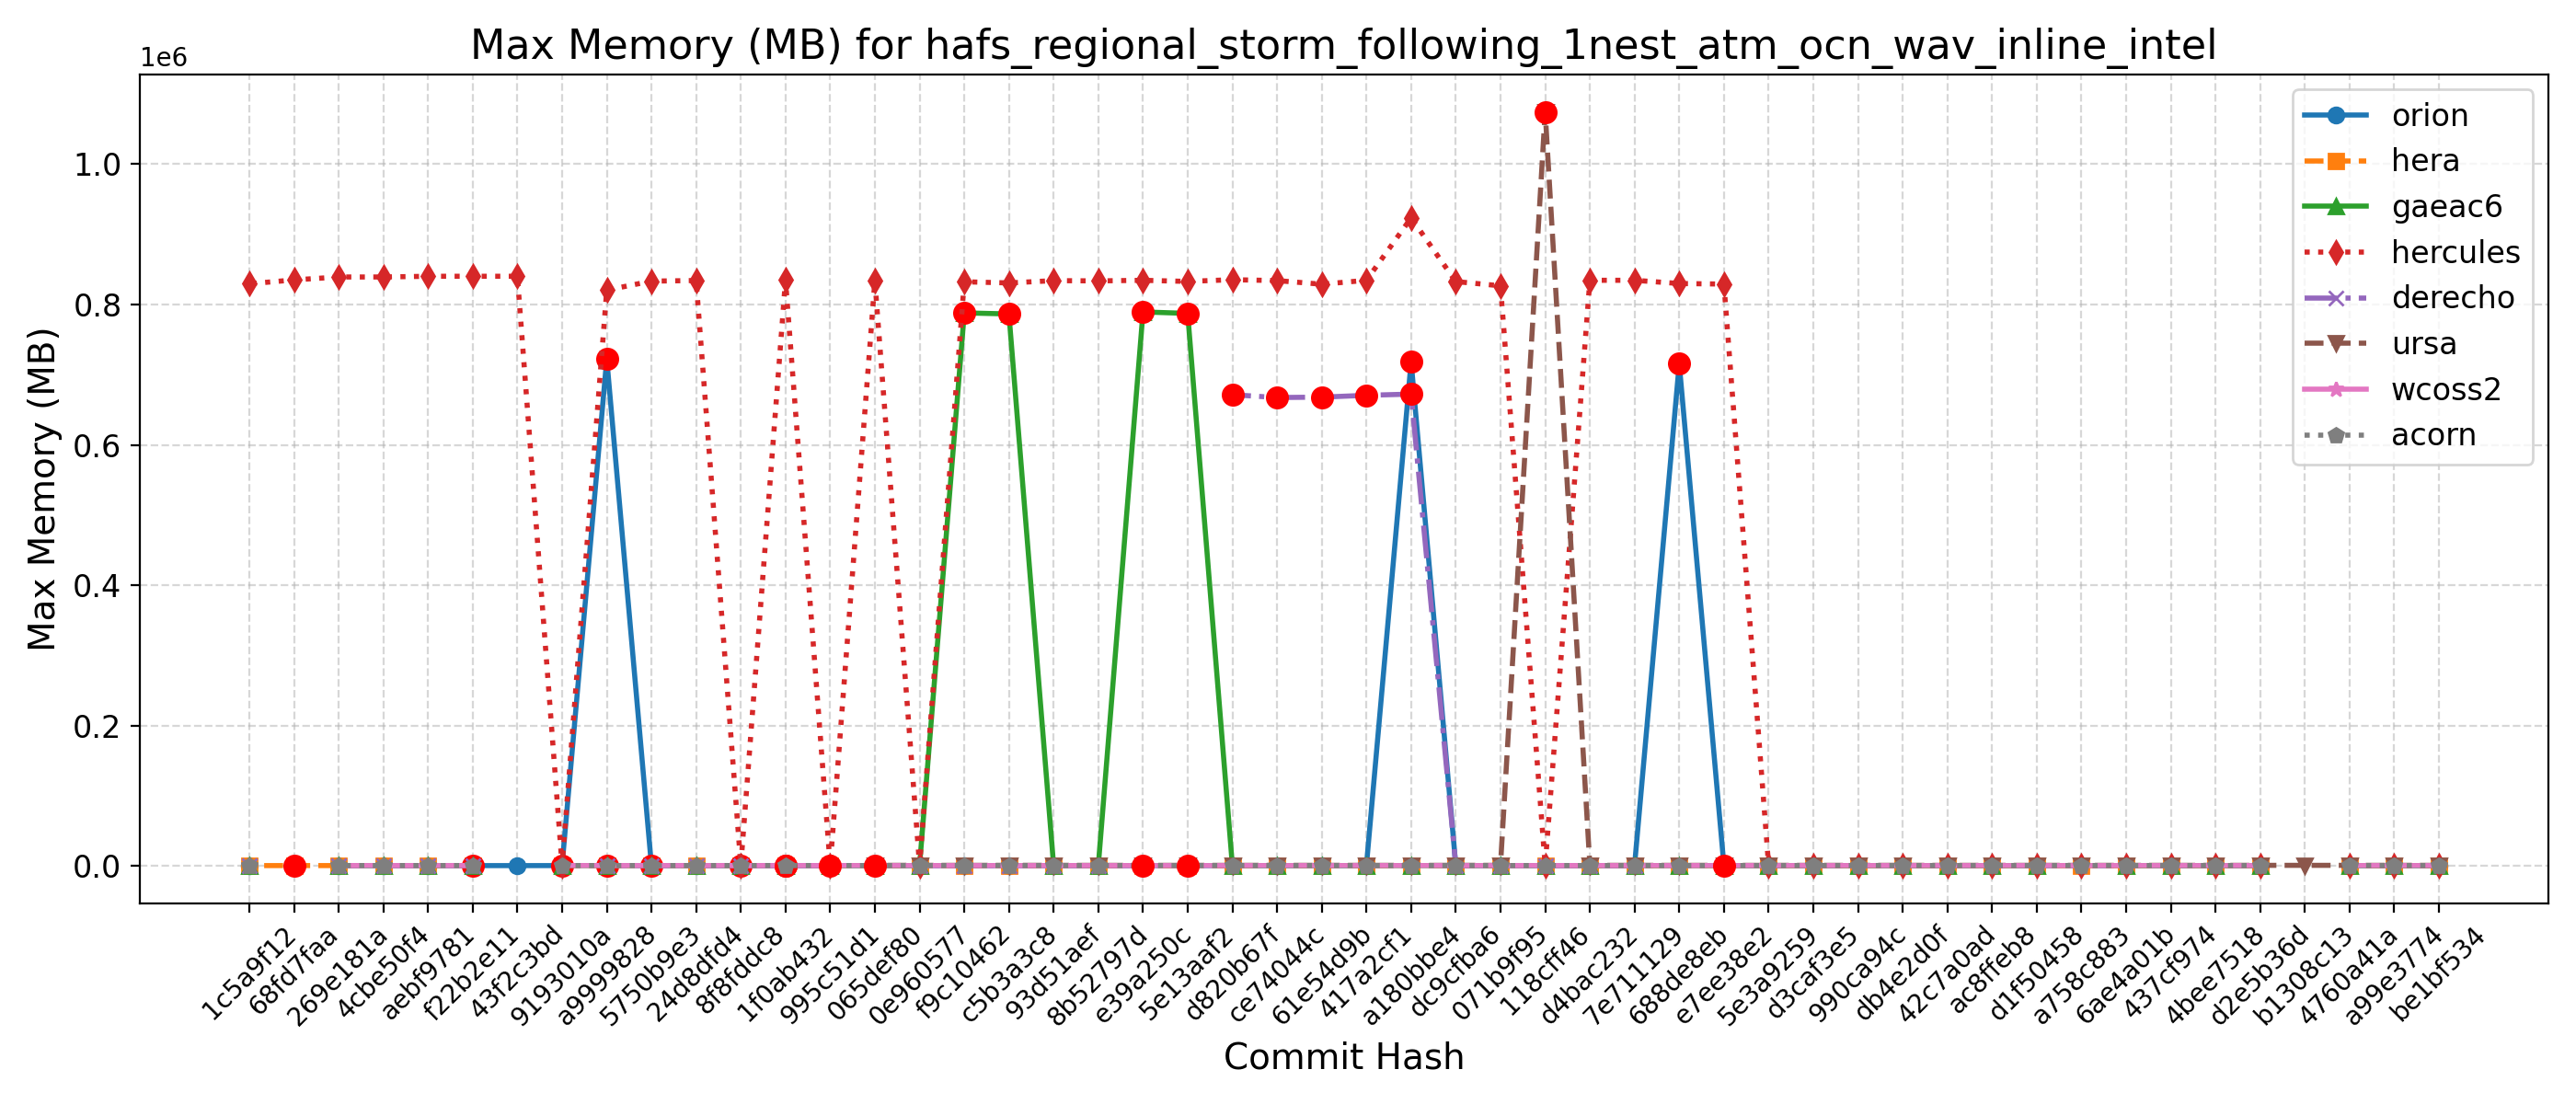 Max Memory (MB) for hafs_regional_storm_following_1nest_atm_ocn_wav_inline_intel
1e6
1.0
0.8
0.6
0.4
0.2
0.0
Max Memory (MB)
orion
hera
gaeac6
hercules
derecho
ursa
wcoss2
acorn
1c5a9f12
68fd7faa
269e181a
4cbe50f4
aebf9781
f22b2e11
43f2c3bd
9193010a
a9999828
5750b9e3
24d8dfd4
8f8fddc8
1f0ab432
995c51d1
065def80
0e960577
f9c10462
c5b3a3c8
93d51aef
8b52797d
e39a250c
5e13aaf2
d820b67f
ce74044c
61e54d9b
417a2cf1
a180bbe4
dc9cfba6
071b9f95
118cff46
d4bac232
7e711129
688de8eb
e7ee38e2
5e3a9259
d3caf3e5
990ca94c
db4e2d0f
42c7a0ad
ac8ffeb8
d1f50458
a758c883
6ae4a01b
437cf974
4bee7518
d2e5b36d
b1308c13
4760a41a
a99e3774
be1bf534
Commit Hash